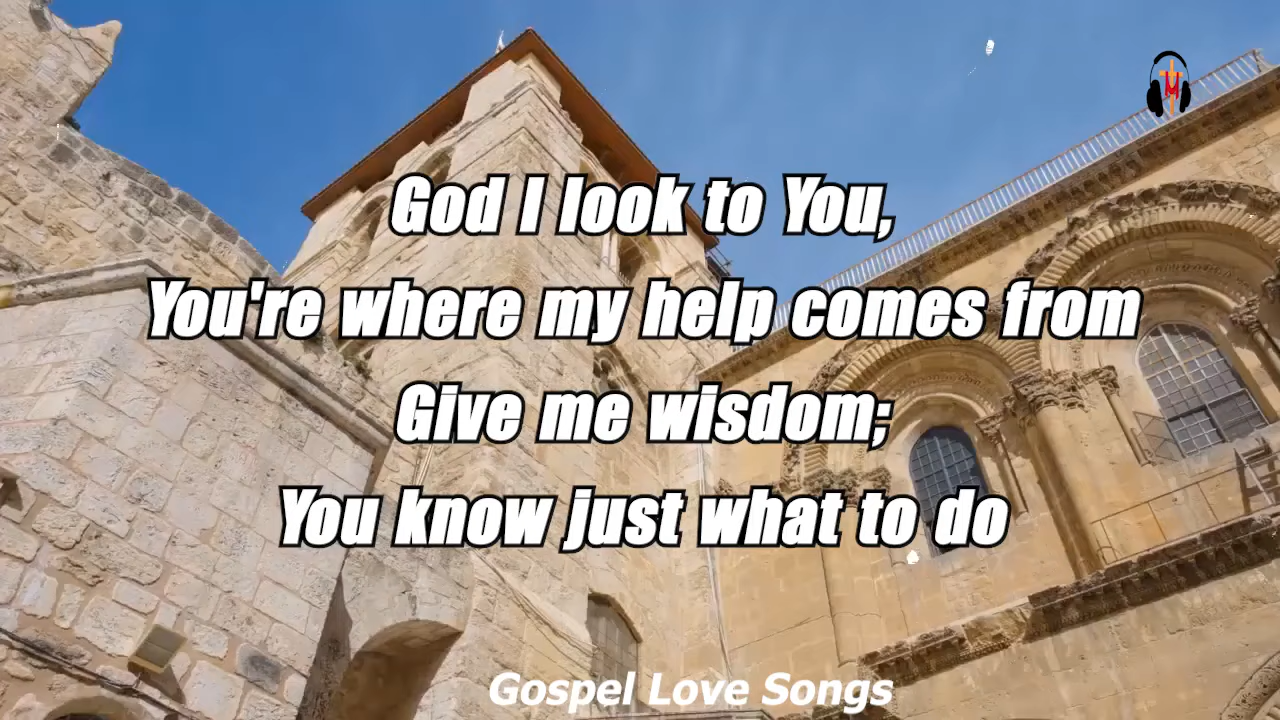 God I look to You,
You're where my help comes from
Give me wisdom;
You know just what to do
Gospel Love Songs